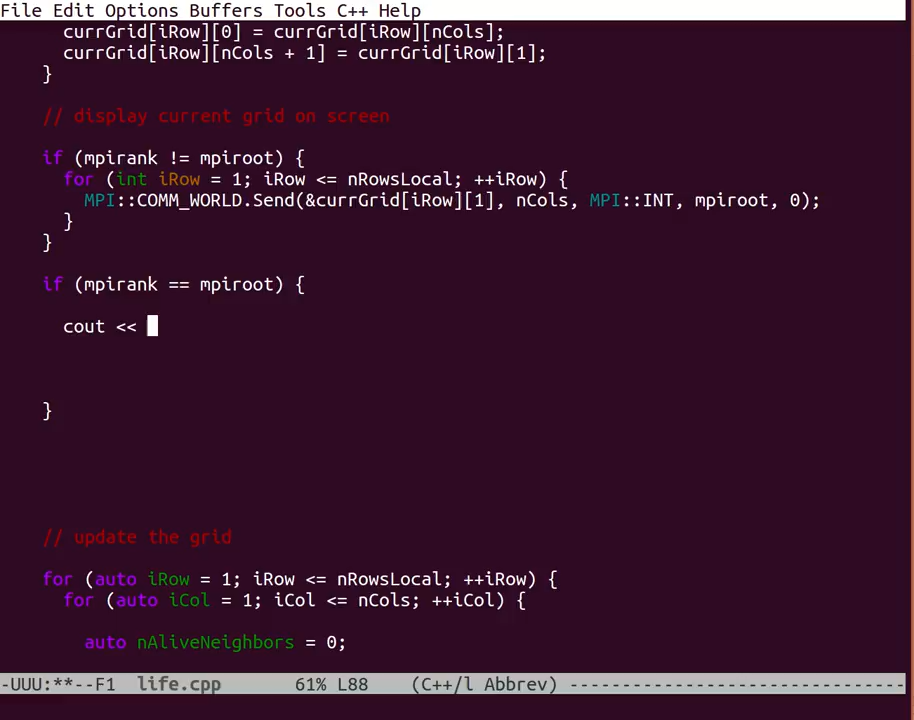 File Edit Options Buffers Tools C++ Help
currGrid[iRow][0] = currGrid[iRow][nCols];
currGrid[iRow][nCols + 1] = currGrid[iRow][1];
}
// display current grid on screen
if (mpirank != mpiroot) {
for (int iRow = 1; iRow <= nRowsLocal; ++iRow) {
MPI::COMM_WORLD.Send(&currGrid[iRow][1], nCols, MPI::INT, mpiroot, 0);
}
}
if (mpirank == mpiroot) {
cout <<
}
// update the grid
for (auto iRow = 1; iRow <= nRowsLocal; ++iRow) {
for (auto iCol = 1; iCol <= nCols; ++iCol) {
auto nAliveNeighbors = 0;
-UUU:**--F1  life.cpp       61% L88    (C++/l Abbrev) ---------------------------------